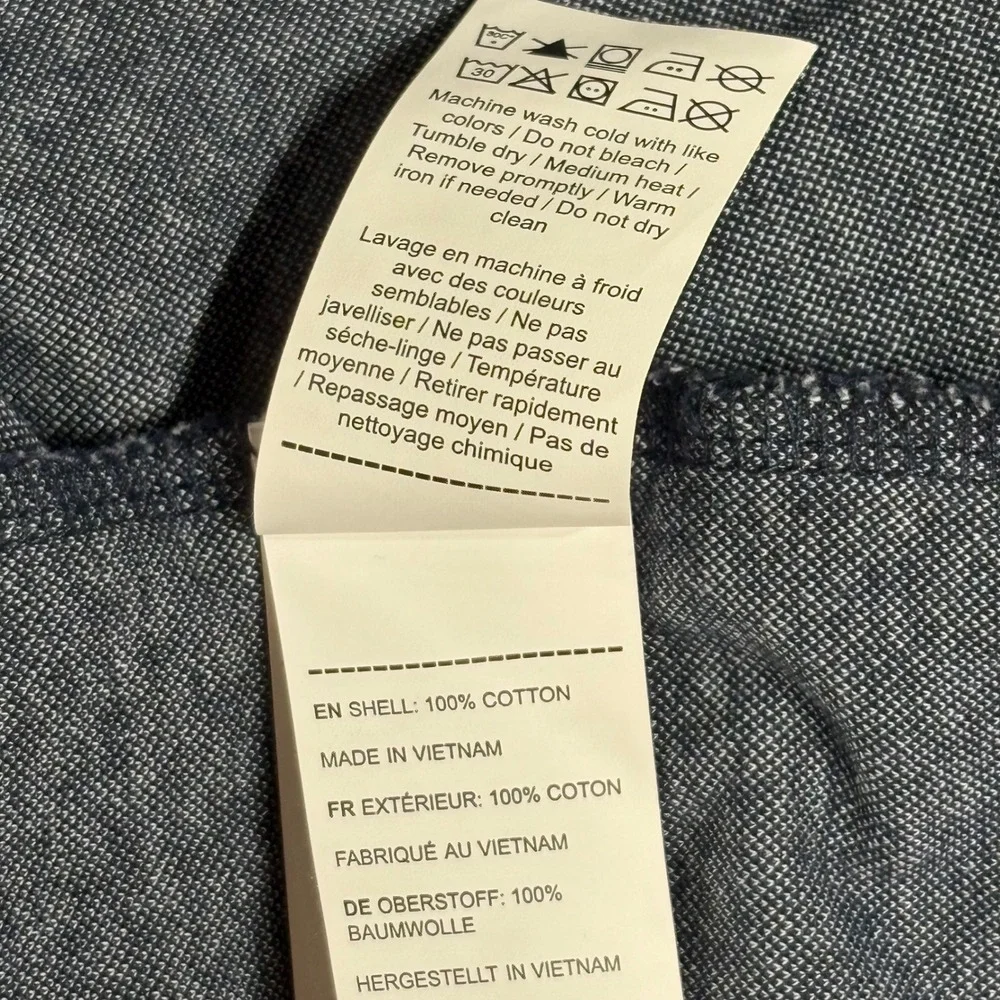 30C
30
Machine wash cold with like
colors / Do not bleach /
Tumble dry / Medium heat /
Remove promptly / Warm
iron if needed / Do not dry
clean
Lavage en machine à froid
avec des couleurs
semblables / Ne pas
javelliser / Ne pas passer au
séche-linge / Température
moyenne / Retirer rapidement
/ Repassage moyen / Pas de
nettoyage chimique
EN SHELL: 100% COTTON
MADE IN VIETNAM
FR EXTÉRIEUR: 100% COTON
FABRIQUÉ AU VIETNAM
DE OBERSTOFF: 100%
BAUMWOLLE
HERGESTELLT IN VIETNAM